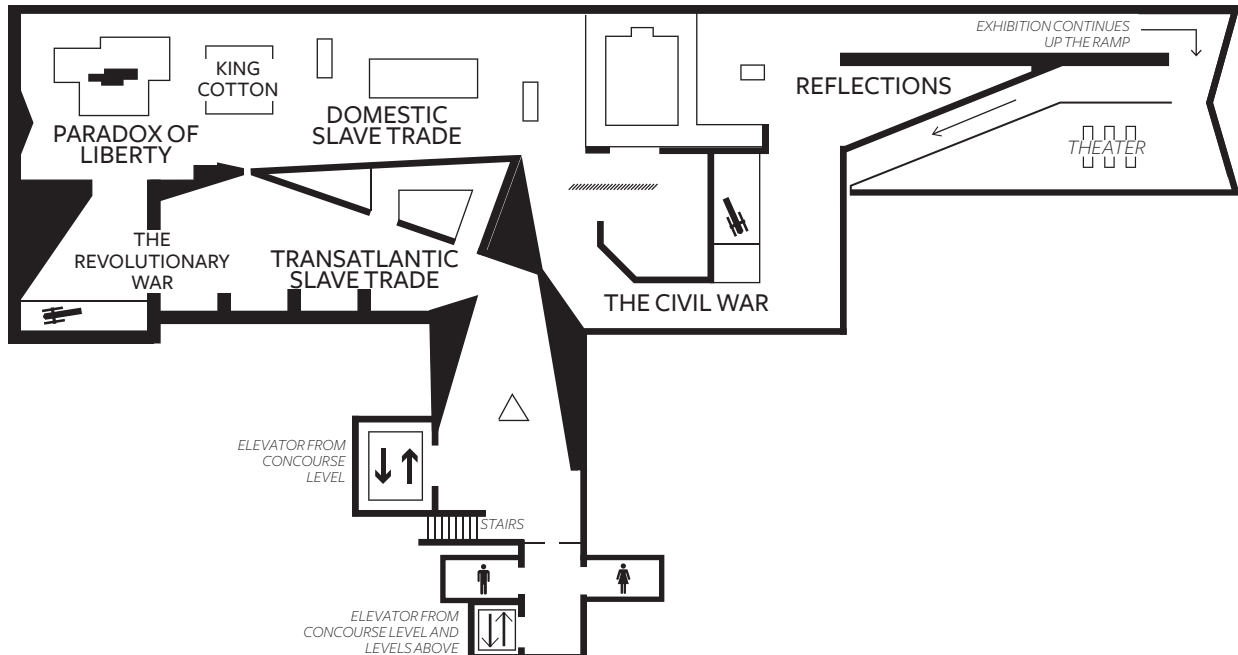 EXHIBITION CONTINUES
UP THE RAMP
KING
COTTON
REFLECTIONS
DOMESTIC
SLAVE TRADE
PARADOX OF
LIBERTY
THEATER
THE
REVOLUTIONARY
WAR
TRANSATLANTIC
SLAVE TRADE
THE CIVIL WAR
ELEVATOR FROM
CONCOURSE
LEVEL
STAIRS
ELEVATOR FROM
CONCOURSE LEVEL AND
LEVELS ABOVE